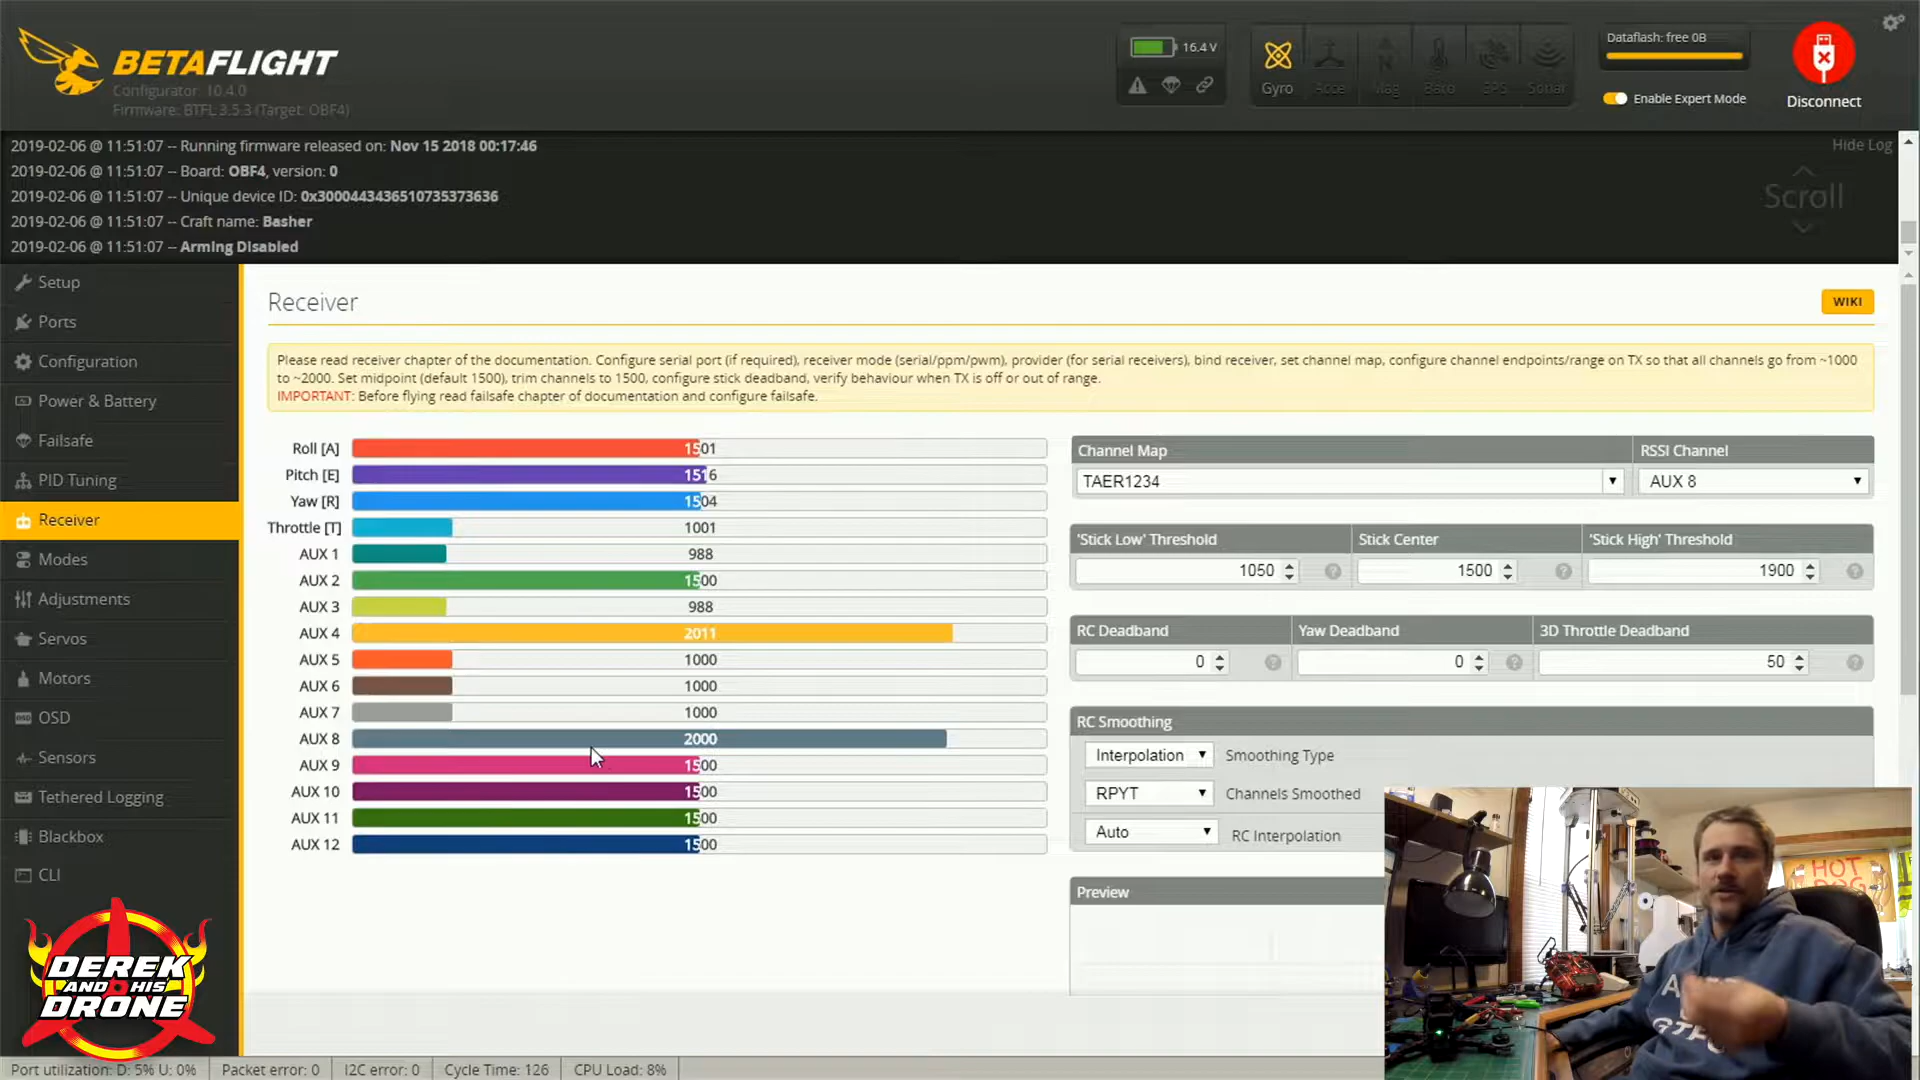 BETAFLIGHT
Configurator 10.4.0
Firmware: BTFL 3.5.3 (Target: OBF4)
16.4 V
Gyro
Accel
Mag
Baro
GPS
Sonar
Dataflash: free 0B
Enable Expert Mode
Disconnect
2019-02-06 @ 11:51:07 -- Running firmware released on: Nov 15 2018 00:17:46
2019-02-06 @ 11:51:07 -- Board: OBF4, version: 0
2019-02-06 @ 11:51:07 -- Unique device ID: 0x3000443436510735373636
2019-02-06 @ 11:51:07 -- Craft name: Basher
2019-02-06 @ 11:51:07 -- Arming Disabled
Hide Log
Scroll
Setup
Ports
Configuration
Power & Battery
Failsafe
PID Tuning
Receiver
Modes
Adjustments
Servos
Motors
OSD
Sensors
Tethered Logging
Blackbox
CLI
DEREK
AND HIS
DRONE
Receiver
WIKI
Please read receiver chapter of the documentation. Configure serial port (if required), receiver mode (serial/ppm/pwm), provider (for serial receivers), bind receiver, set channel map, configure channel endpoints/range on TX so that all channels go from ~1000
to ~2000. Set midpoint (default 1500), trim channels to 1500, configure stick deadband, verify behaviour when TX is off or out of range.
IMPORTANT: Before flying read failsafe chapter of documentation and configure failsafe.
Roll [A] 1501
Pitch [E] 1516
Yaw [R] 1504
Throttle [T] 1001
AUX 1 988
AUX 2 1500
AUX 3 988
AUX 4 2011
AUX 5 1000
AUX 6 1000
AUX 7 1000
AUX 8 2000
AUX 9 1500
AUX 10 1500
AUX 11 1500
AUX 12 1500
Channel Map RSSI Channel
TAER1234 AUX 8
'Stick Low' Threshold Stick Center 'Stick High' Threshold
1050 1500 1900
RC Deadband Yaw Deadband 3D Throttle Deadband
0 0 50
RC Smoothing
Interpolation Smoothing Type
RPYT Channels Smoothed
Auto RC Interpolation
Preview
HOT
Port utilization: D: 5% U: 0% Packet error: 0 I2C error: 0 Cycle Time: 126 CPU Load: 8%